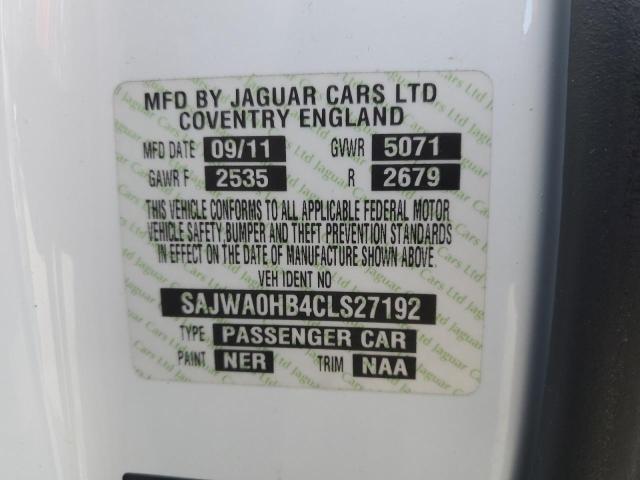 MFD BY JAGUAR CARS LTD
COVENTRY ENGLAND
MFD DATE 09/11 GVWR 5071
GAWR F 2535 R 2679
THIS VEHICLE CONFORMS TO ALL APPLICABLE FEDERAL MOTOR
VEHICLE SAFETY,BUMPER AND THEFT PREVENTION STANDARDS
IN EFFECT ON THE DATE OF MANUFACTURE SHOWN ABOVE.
VEH IDENT NO
SAJWA0HB4CLS27192
TYPE PASSENGER CAR
PAINT NER TRIM NAA